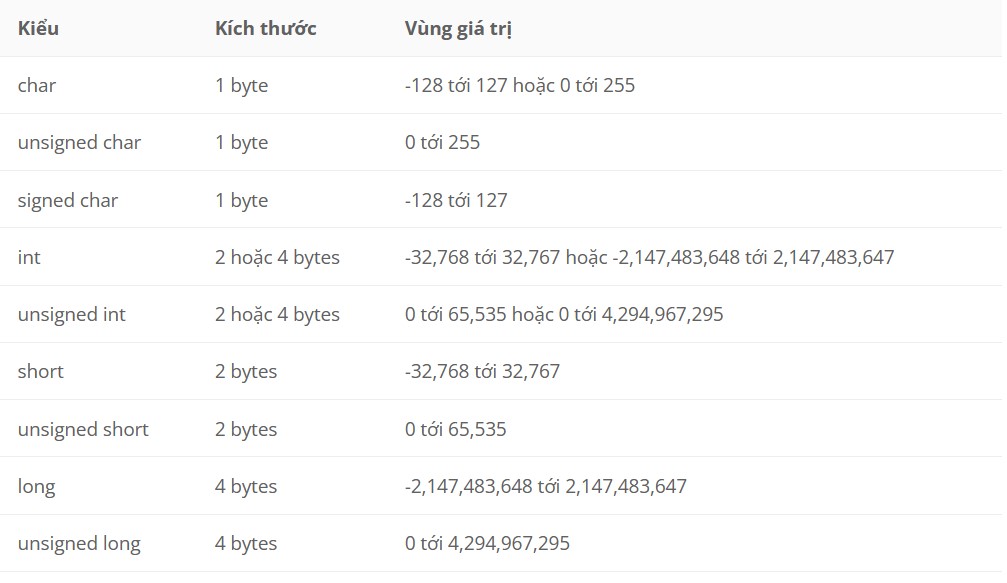 Kiểu Kích thước Vùng giá trị
char 1 byte -128 tới 127 hoặc 0 tới 255
unsigned char 1 byte 0 tới 255
signed char 1 byte -128 tới 127
int 2 hoặc 4 bytes -32,768 tới 32,767 hoặc -2,147,483,648 tới 2,147,483,647
unsigned int 2 hoặc 4 bytes 0 tới 65,535 hoặc 0 tới 4,294,967,295
short 2 bytes -32,768 tới 32,767
unsigned short 2 bytes 0 tới 65,535
long 4 bytes -2,147,483,648 tới 2,147,483,647
unsigned long 4 bytes 0 tới 4,294,967,295